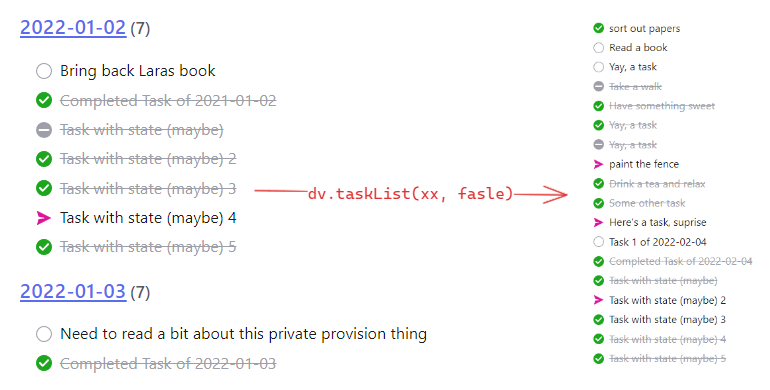 2022-01-02 (7)
Bring back Laras book
Completed Task of 2021-01-02
Task with state (maybe)
Task with state (maybe) 2
Task with state (maybe) 3
Task with state (maybe) 4
Task with state (maybe) 5
2022-01-03 (7)
Need to read a bit about this private provision thing
Completed Task of 2022-01-03
dv.taskList(xx, fasle)
sort out papers
Read a book
Yay, a task
Take a walk
Have something sweet
Yay, a task
Yay, a task
paint the fence
Drink a tea and relax
Some other task
Here's a task, suprise
Task 1 of 2022-02-04
Completed Task of 2022-02-04
Task with state (maybe)
Task with state (maybe) 2
Task with state (maybe) 3
Task with state (maybe) 4
Task with state (maybe) 5